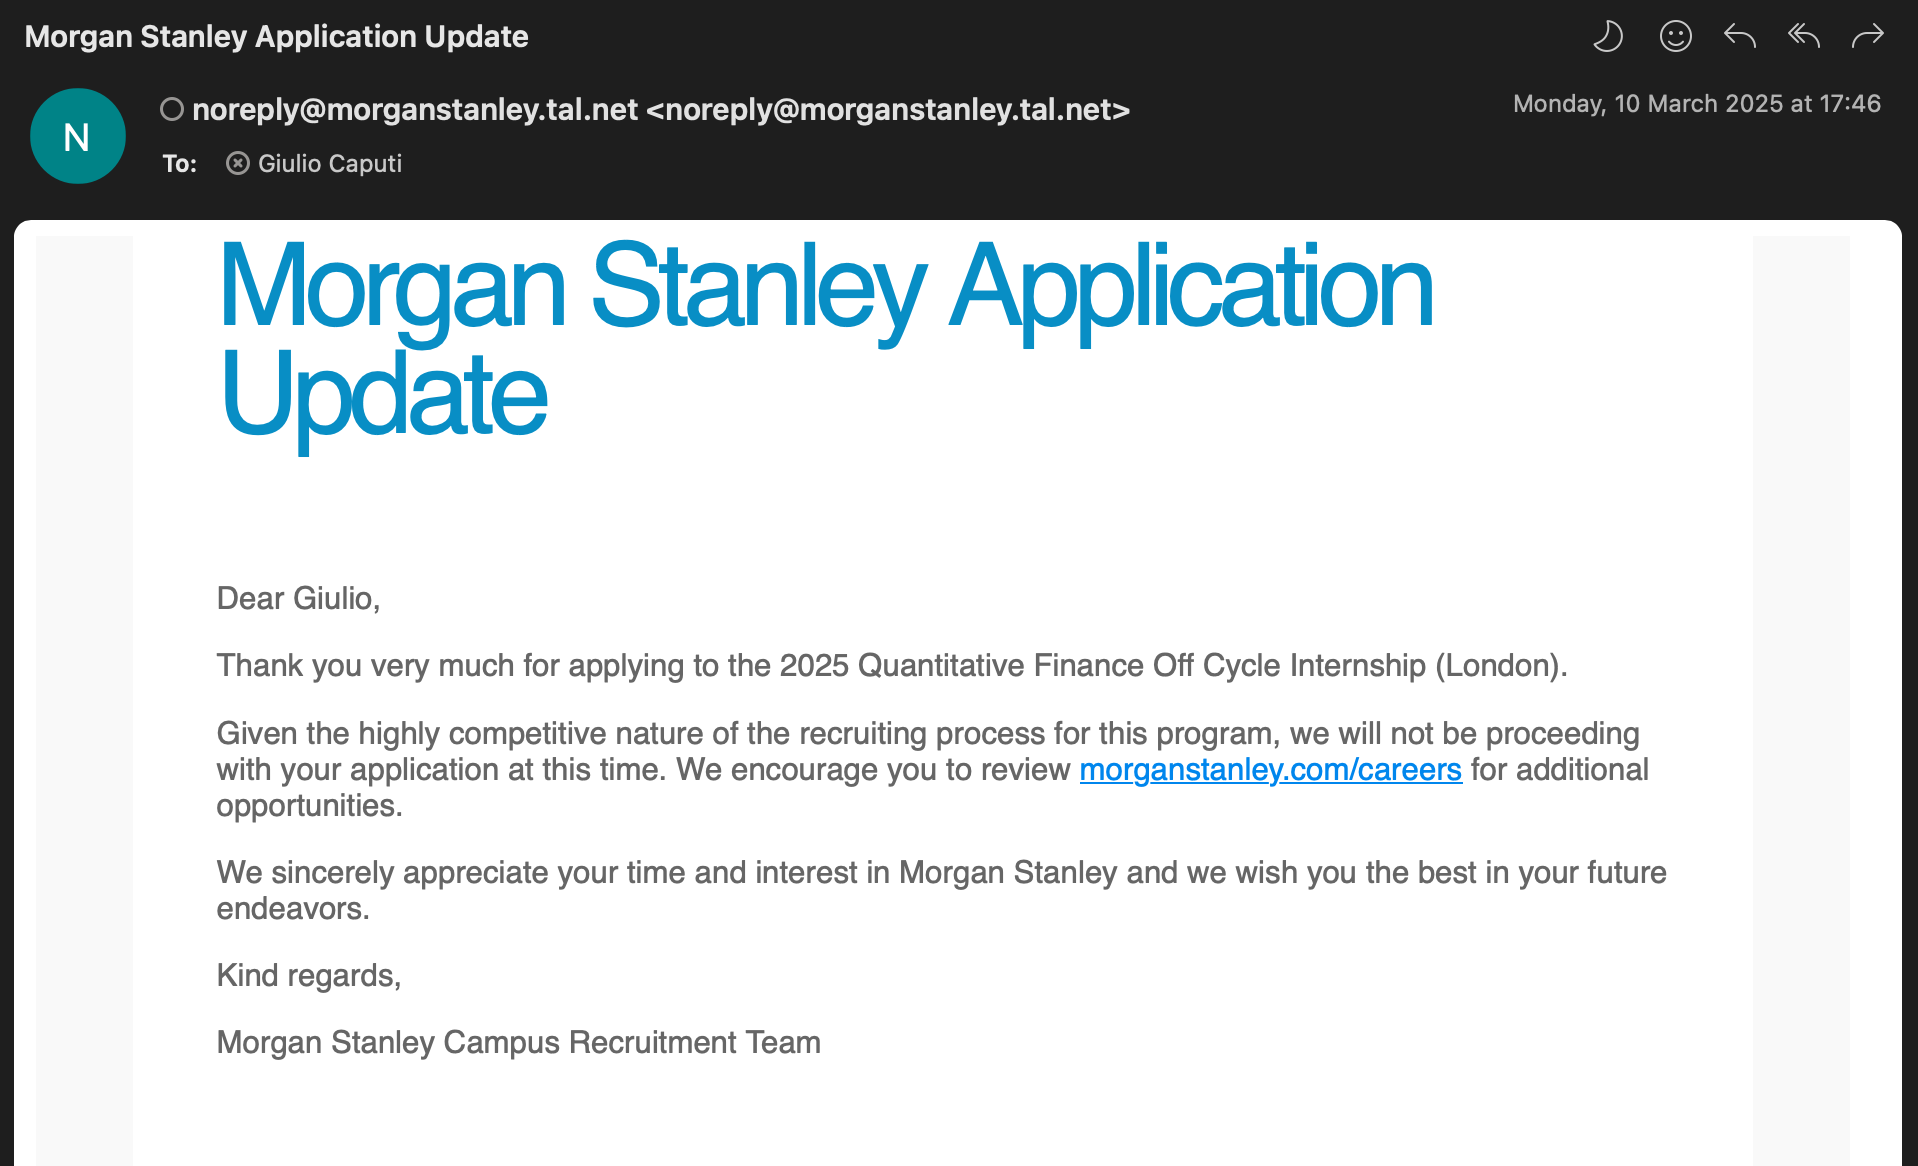 Morgan Stanley Application Update
N
noreply@morganstanley.tal.net <noreply@morganstanley.tal.net>
Monday, 10 March 2025 at 17:46
To: Giulio Caputi
Morgan Stanley Application
Update
Dear Giulio,
Thank you very much for applying to the 2025 Quantitative Finance Off Cycle Internship (London).
Given the highly competitive nature of the recruiting process for this program, we will not be proceeding
with your application at this time. We encourage you to review morganstanley.com/careers for additional
opportunities.
We sincerely appreciate your time and interest in Morgan Stanley and we wish you the best in your future
endeavors.
Kind regards,
Morgan Stanley Campus Recruitment Team